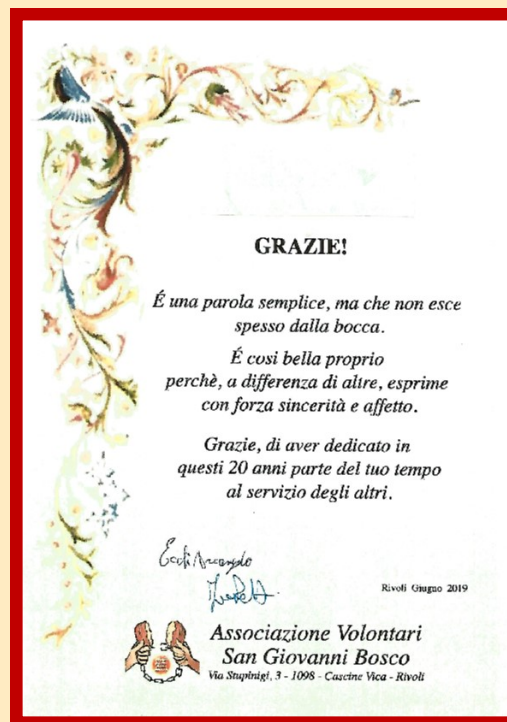 GRAZIE!
É una parola semplice, ma che non esce
spesso dalla bocca.
É cosi bella proprio
perchè, a differenza di altre, esprime
con forza sincerità e affetto.
Grazie, di aver dedicato in
questi 20 anni parte del tuo tempo
al servizio degli altri.
Rivoli Giugno 2019
Associazione Volontari
San Giovanni Bosco
Via Stupinigi, 3 - 1098 - Cascine Vica - Rivoli